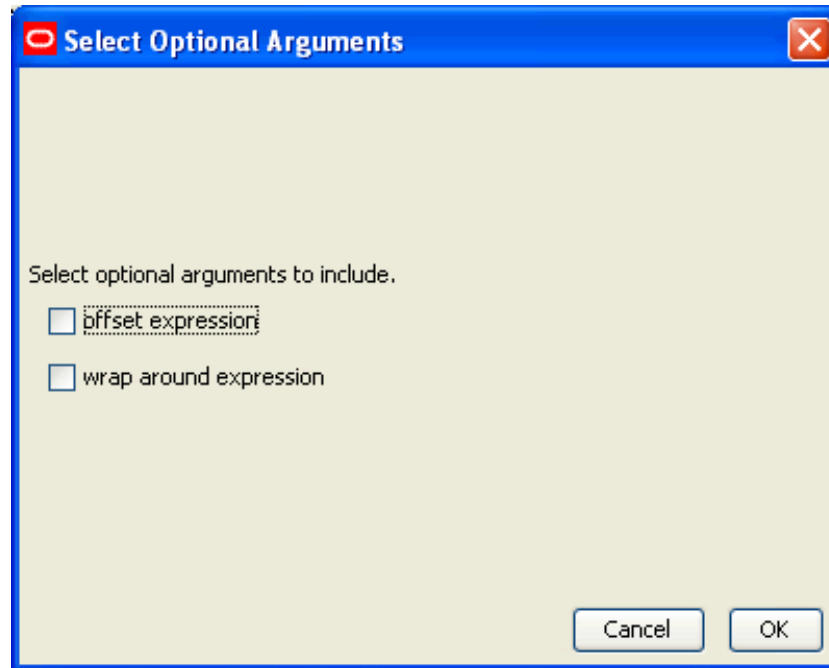 Select Optional Arguments
Select optional arguments to include.
offset expression
wrap around expression
Cancel OK